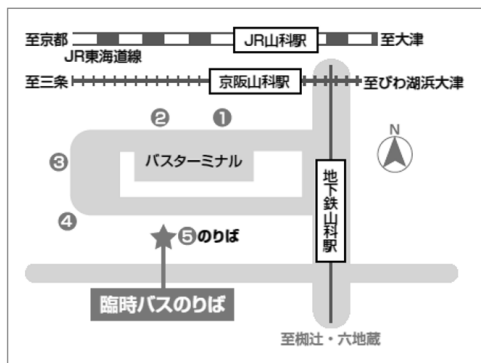 至京都
JR山科駅
至大津
JR東海道線
至三条
京阪山科駅
至びわ湖浜大津
❷
❶
N
❸
バスターミナル
地下鉄山科駅
❹
❺のりば
臨時バスのりば
至椥辻・六地蔵